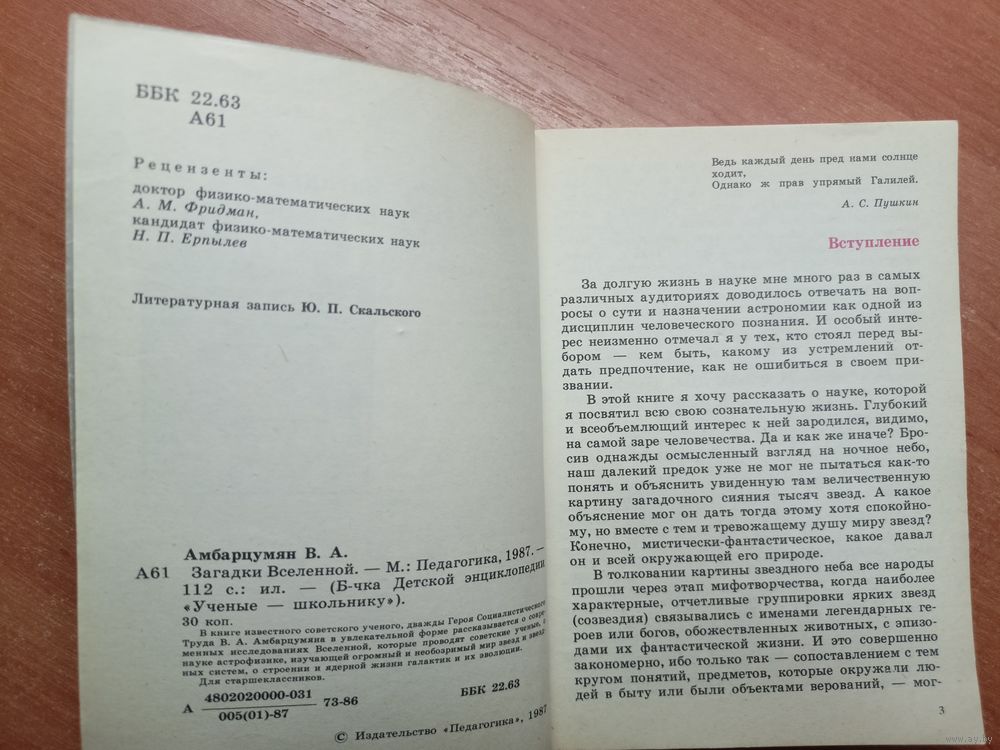 ББК 22.63
А61
Рецензенты:
доктор физико-математических наук
А. М. Фридман,
кандидат физико-математических наук
Н. П. Ерпылев
Литературная запись Ю. П. Скальского
Амбарцумян В. А.
А61 Загадки Вселенной. — М.: Педагогика, 1987. —
112 с.: ил. — (Б-чка Детской энциклопедии
«Ученые — школьнику»).
30 коп.
В книге известного советского ученого, дважды Героя Социалистического
Труда В. А. Амбарцумяна в увлекательной форме рассказывается о совре-
менных исследованиях Вселенной, которые проводят советские ученые, о
науке астрофизике, изучающей огромный и необозримый мир звезд и звезд-
ных систем, о строении и ядерной жизни галактик и их эволюции.
Для старшеклассников.
А 4802020000-031
005(01)-87 73-86 ББК 22.63
© Издательство «Педагогика», 1987
Ведь каждый день пред нами солнце
ходит,
Однако ж прав упрямый Галилей.
А. С. Пушкин
Вступление
За долгую жизнь в науке мне много раз в самых
различных аудиториях доводилось отвечать на воп-
росы о сути и назначении астрономии как одной из
дисциплин человеческого познания. И особый инте-
рес неизменно отмечал я у тех, кто стоял перед вы-
бором — кем быть, какому из устремлений от-
дать предпочтение, как не ошибиться в своем при-
звании.
В этой книге я хочу рассказать о науке, которой
я посвятил всю свою сознательную жизнь. Глубокий
и всеобъемлющий интерес к ней зародился, видимо,
на самой заре человечества. Да и как же иначе? Бро-
сив однажды осмысленный взгляд на ночное небо,
наш далекий предок уже не мог не пытаться как-то
понять и объяснить увиденную там величественную
картину загадочного сияния тысяч звезд. А какое
объяснение мог он дать тогда этому хотя спокойно-
му, но вместе с тем и тревожащему душу миру звезд?
Конечно, мистически-фантастическое, какое давал
он и всей окружающей его природе.
В толковании картины звездного неба все народы
прошли через этап мифотворчества, когда наиболее
характерные, отчетливые группировки ярких звезд
(созвездия) связывались с именами легендарных ге-
роев или богов, обожествленных животных, с эпизо-
дами их фантастической жизни. И это совершенно
закономерно, ибо только так — сопоставлением с тем
кругом понятий, предметов, которые окружали лю-
дей в быту или были объектами верований, — мог-
3
www.ay.by